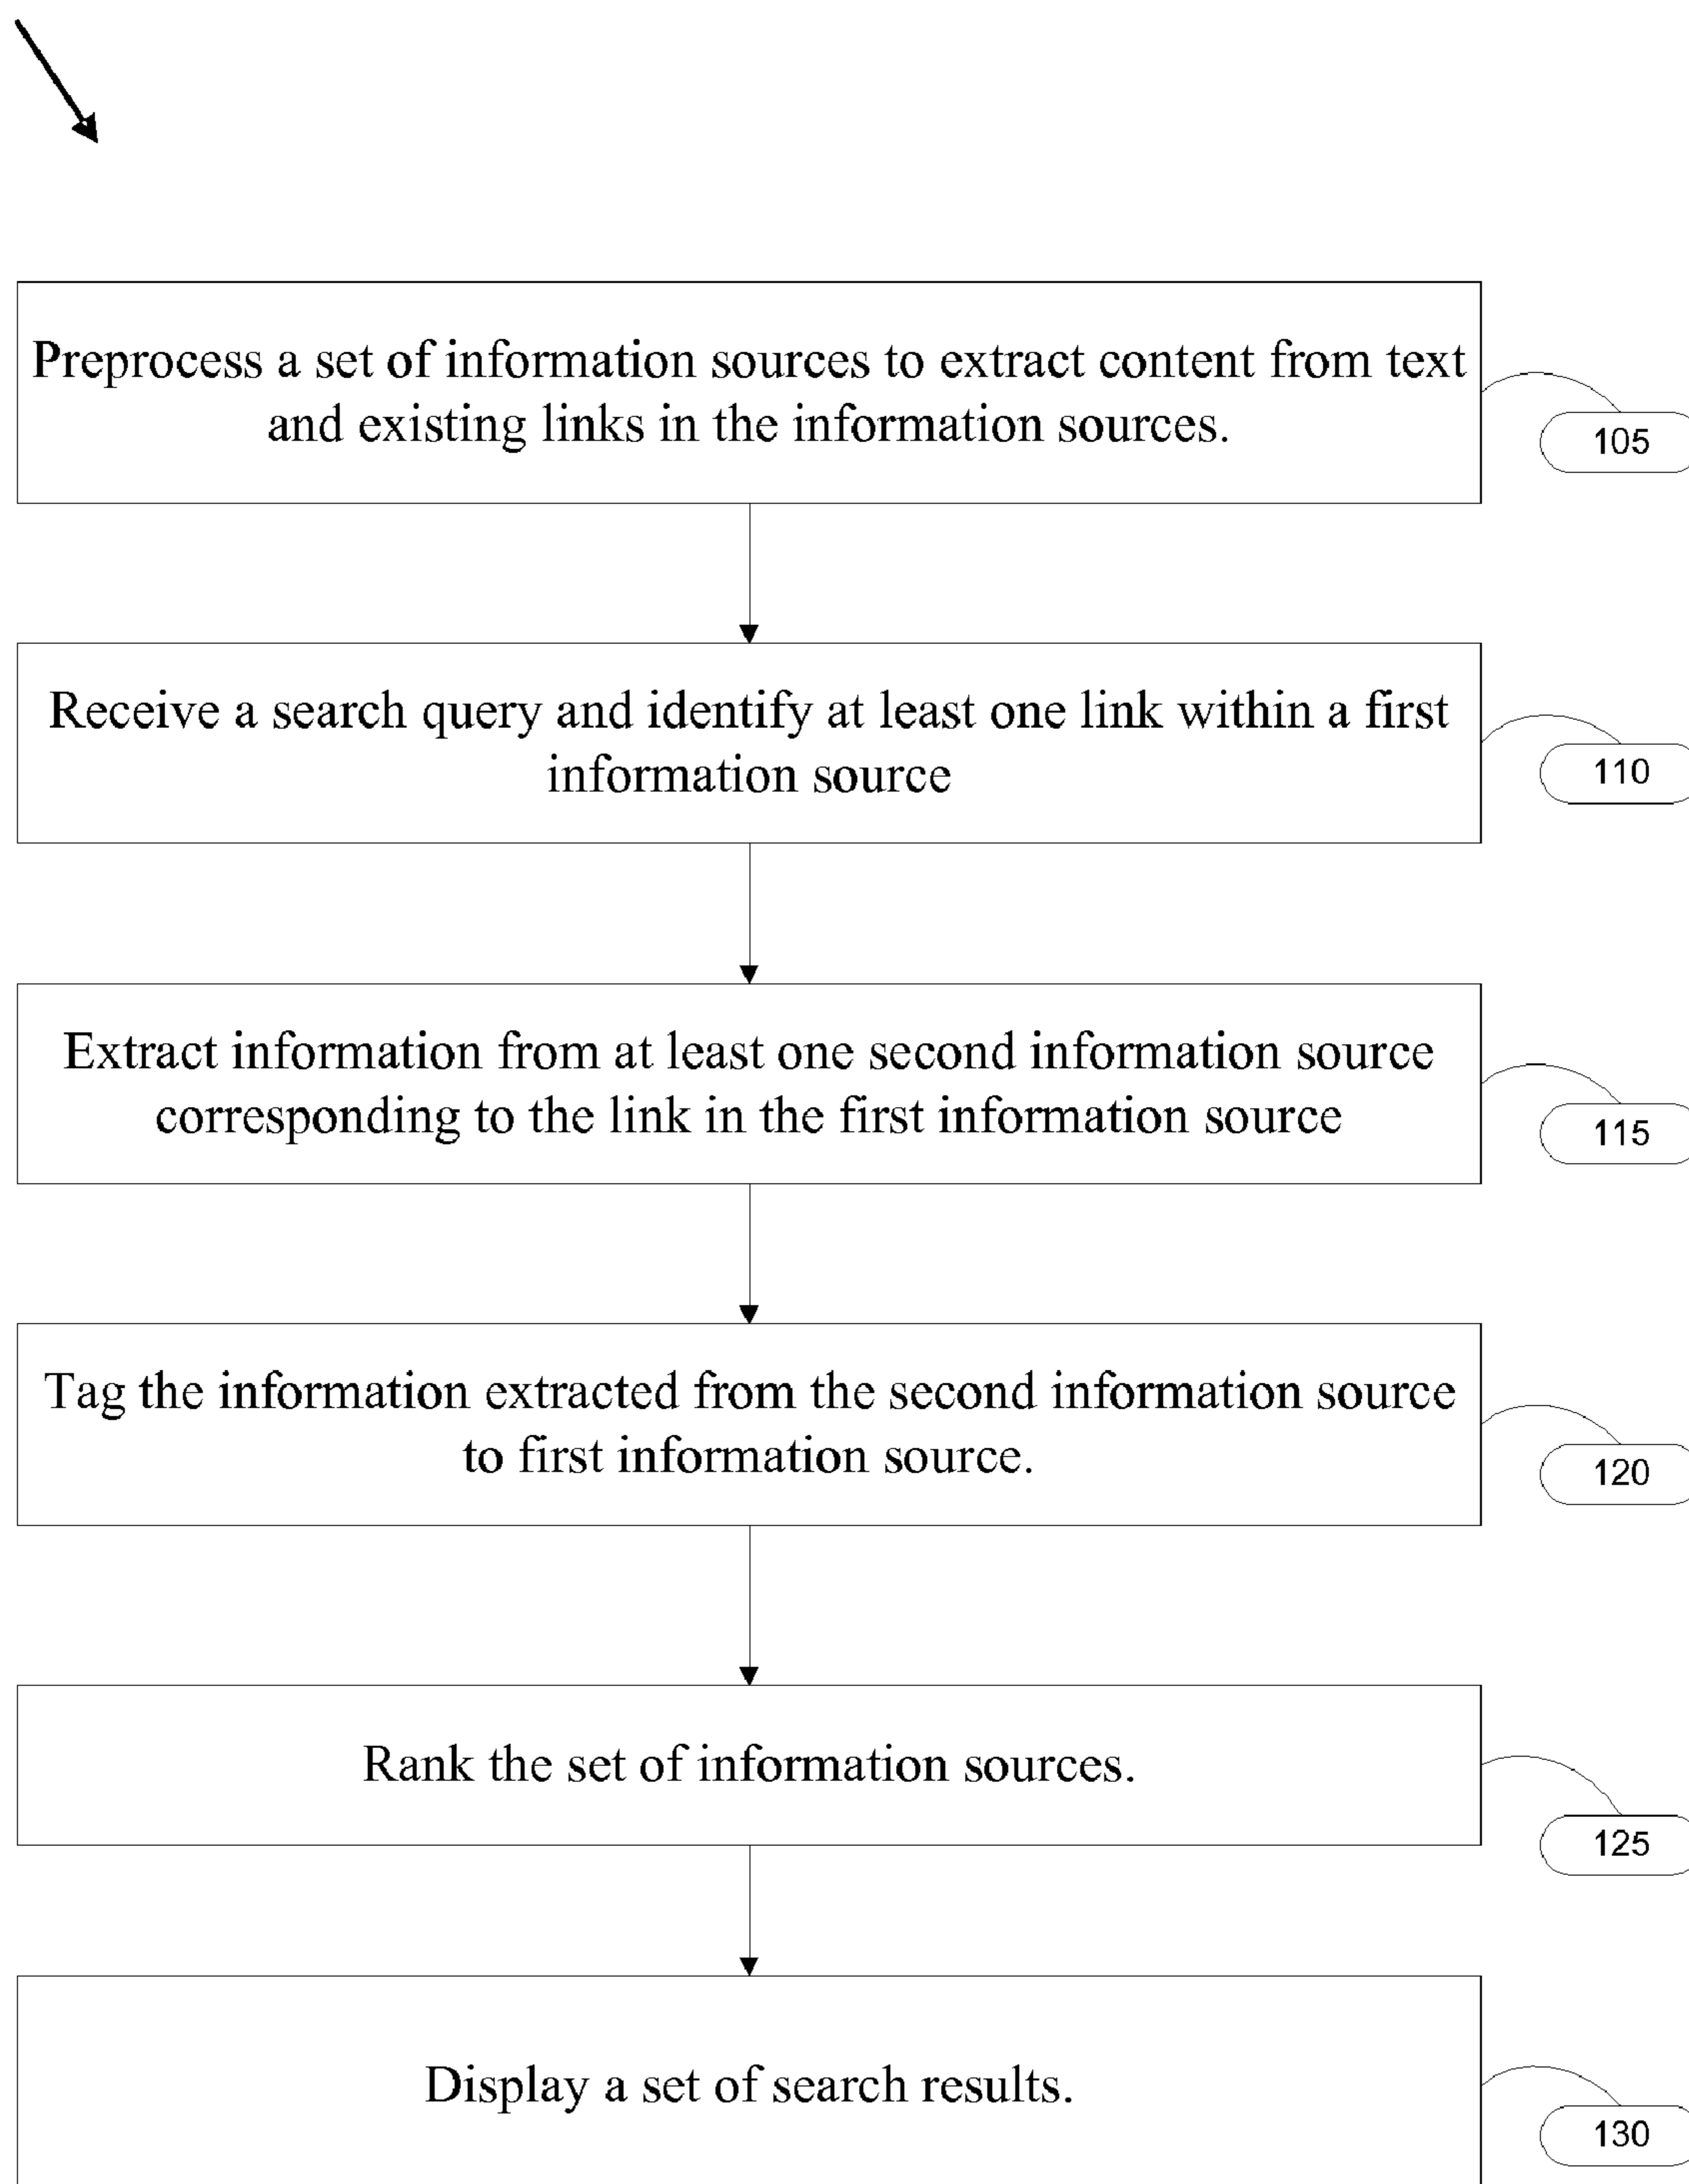 Preprocess a set of information sources to extract content from text
and existing links in the information sources.
105
Receive a search query and identify at least one link within a first
information source
110
Extract information from at least one second information source
corresponding to the link in the first information source
115
Tag the information extracted from the second information source
to first information source.
120
Rank the set of information sources.
125
Display a set of search results.
130